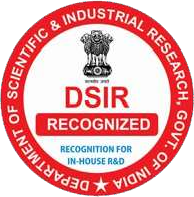 DEPARTMENT OF SCIENTIFIC & INDUSTRIAL RESEARCH, GOVT. OF INDIA
DSIR
RECOGNIZED
RECOGNITION FOR
IN-HOUSE R&D